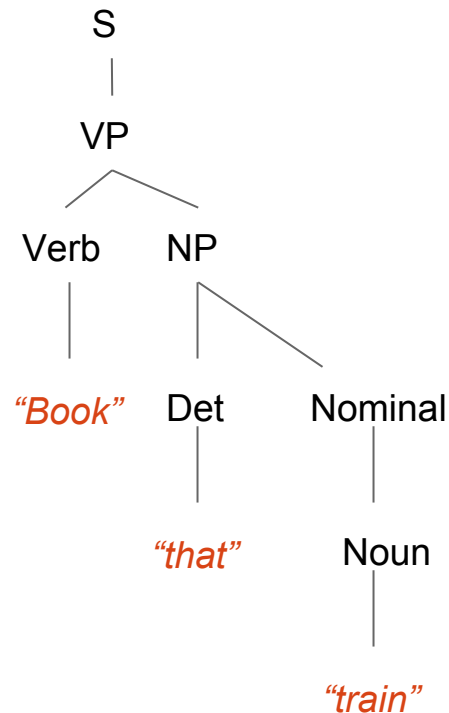 S
VP
Verb NP
“Book” Det Nominal
“that” Noun
“train”